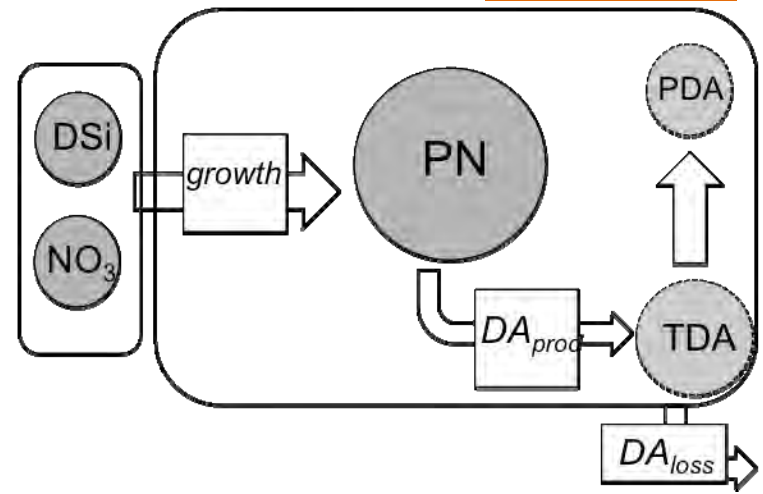 DSi
NO3
growth
PN
PDA
DAprod
TDA
DAloss